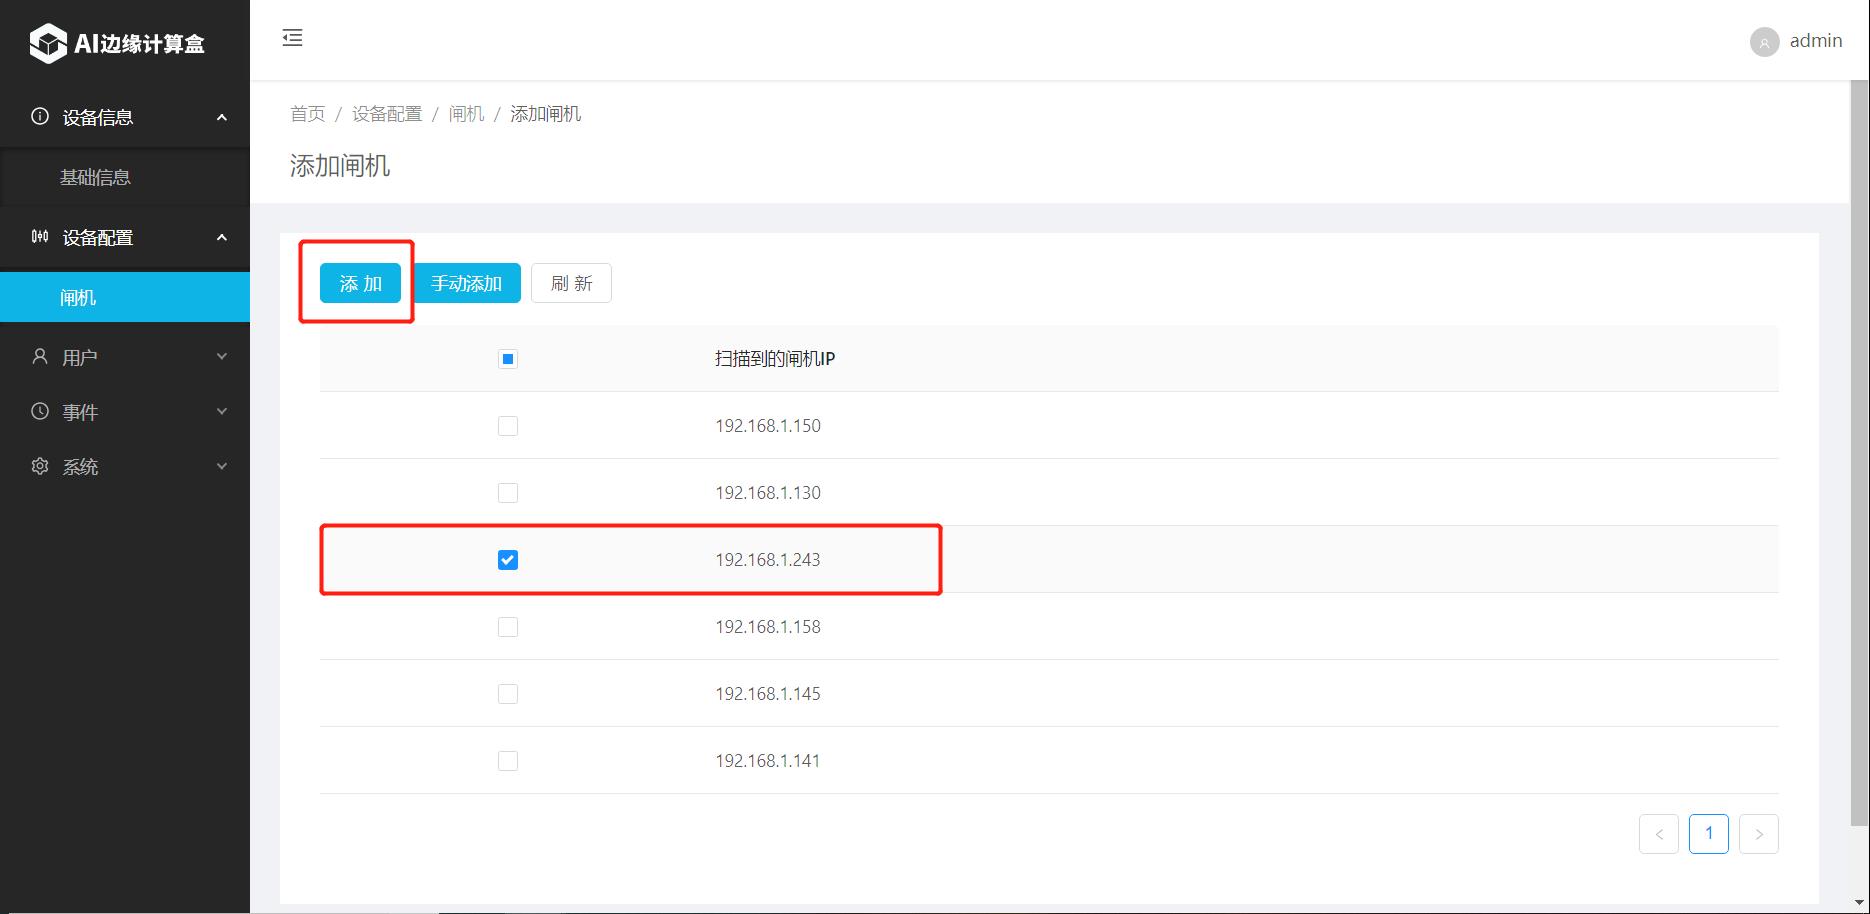 AI边缘计算盒
admin
设备信息
基础信息
设备配置
闸机
用户
事件
系统
首页 / 设备配置 / 闸机 / 添加闸机
添加闸机
添 加 手动添加 刷 新
扫描到的闸机IP
192.168.1.150
192.168.1.130
192.168.1.243
192.168.1.158
192.168.1.145
192.168.1.141
< 1 >